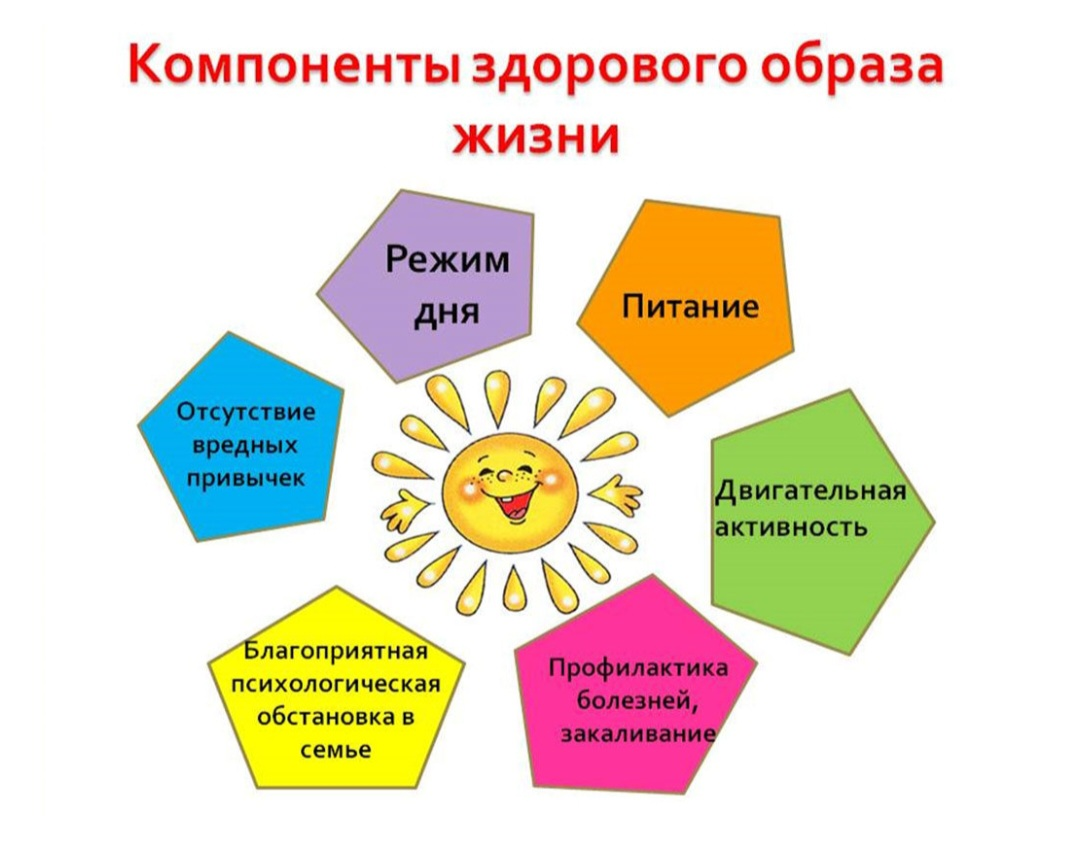 Компоненты здорового образа
жизни
Режим
дня
Питание
Отсутствие
вредных
привычек
Двигательная
активность
Благоприятная
психологическая
обстановка в
семье
Профилактика
болезней,
закаливание